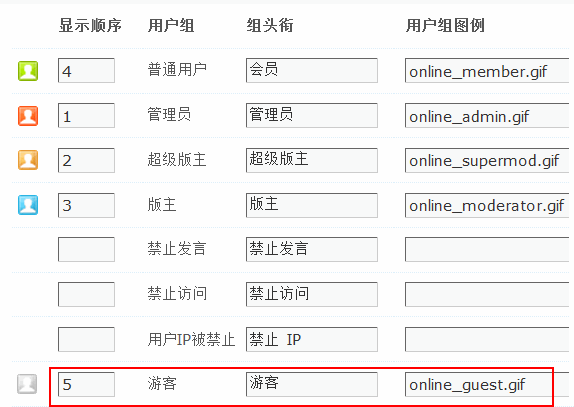 显示顺序 用户组 组头衔 用户组图例
4 普通用户 会员 online_member.gif
1 管理员 管理员 online_admin.gif
2 超级版主 超级版主 online_supermod.gif
3 版主 版主 online_moderator.gif
禁止发言 禁止发言
禁止访问 禁止访问
用户IP被禁止 禁止 IP
5 游客 游客 online_guest.gif